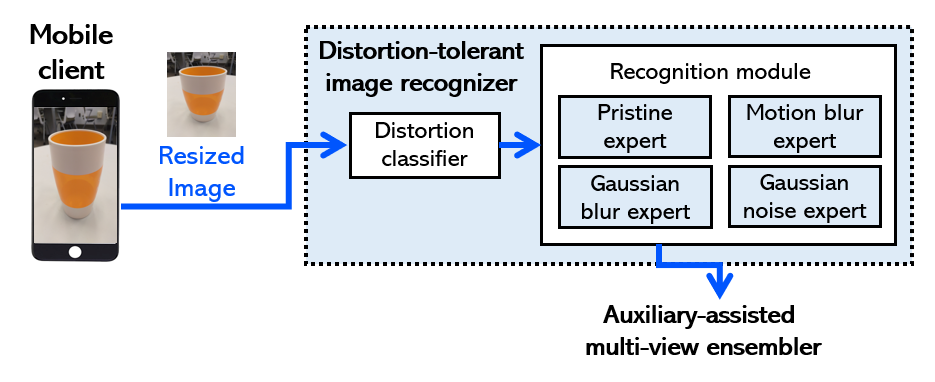 Mobile
client
Resized
Image
Distortion-tolerant
image recognizer
Distortion
classifier
Recognition module
Pristine
expert
Motion blur
expert
Gaussian
blur expert
Gaussian
noise expert
Auxiliary-assisted
multi-view ensembler